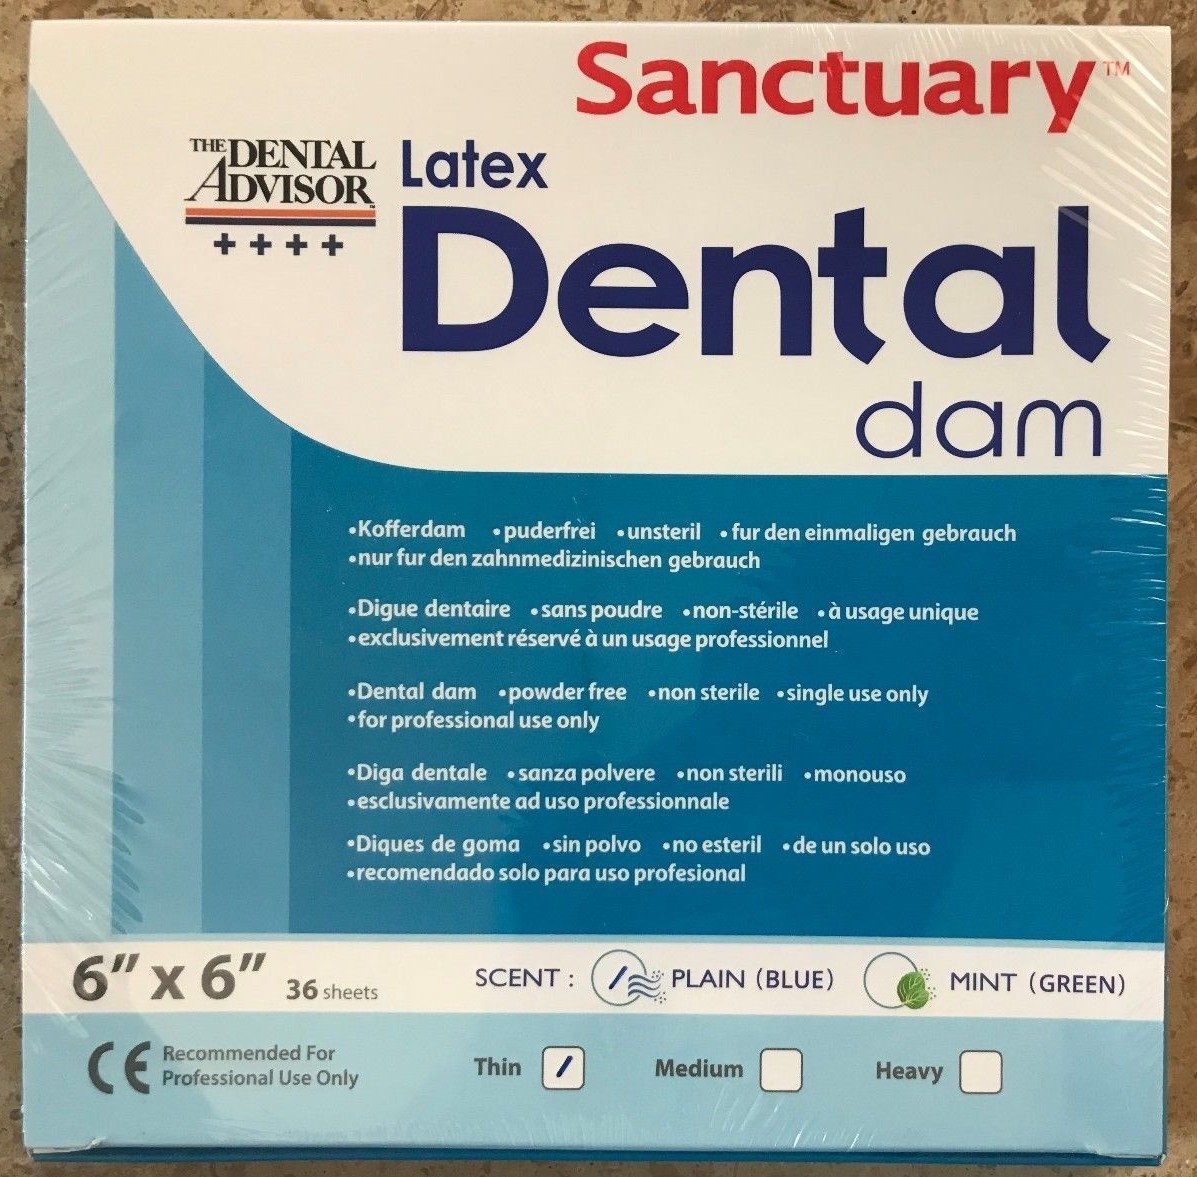 Sanctuary™
THE DENTAL
ADVISOR™
++++
Latex
Dental
dam
•Kofferdam •puderfrei •unsteril •fur den einmaligen gebrauch
•nur fur den zahnmedizinischen gebrauch
•Digue dentaire •sans poudre •non-stérile •à usage unique
•exclusivement réservé à un usage professionnel
•Dental dam •powder free •non sterile •single use only
•for professional use only
•Diga dentale •sanza polvere •non sterili •monouso
•esclusivamente ad uso professionnale
•Diques de goma •sin polvo •no esteril •de un solo uso
•recomendado solo para uso profesional
6" x 6" 36 sheets SCENT : PLAIN (BLUE) MINT (GREEN)
CE Recommended For
Professional Use Only
Thin Medium Heavy